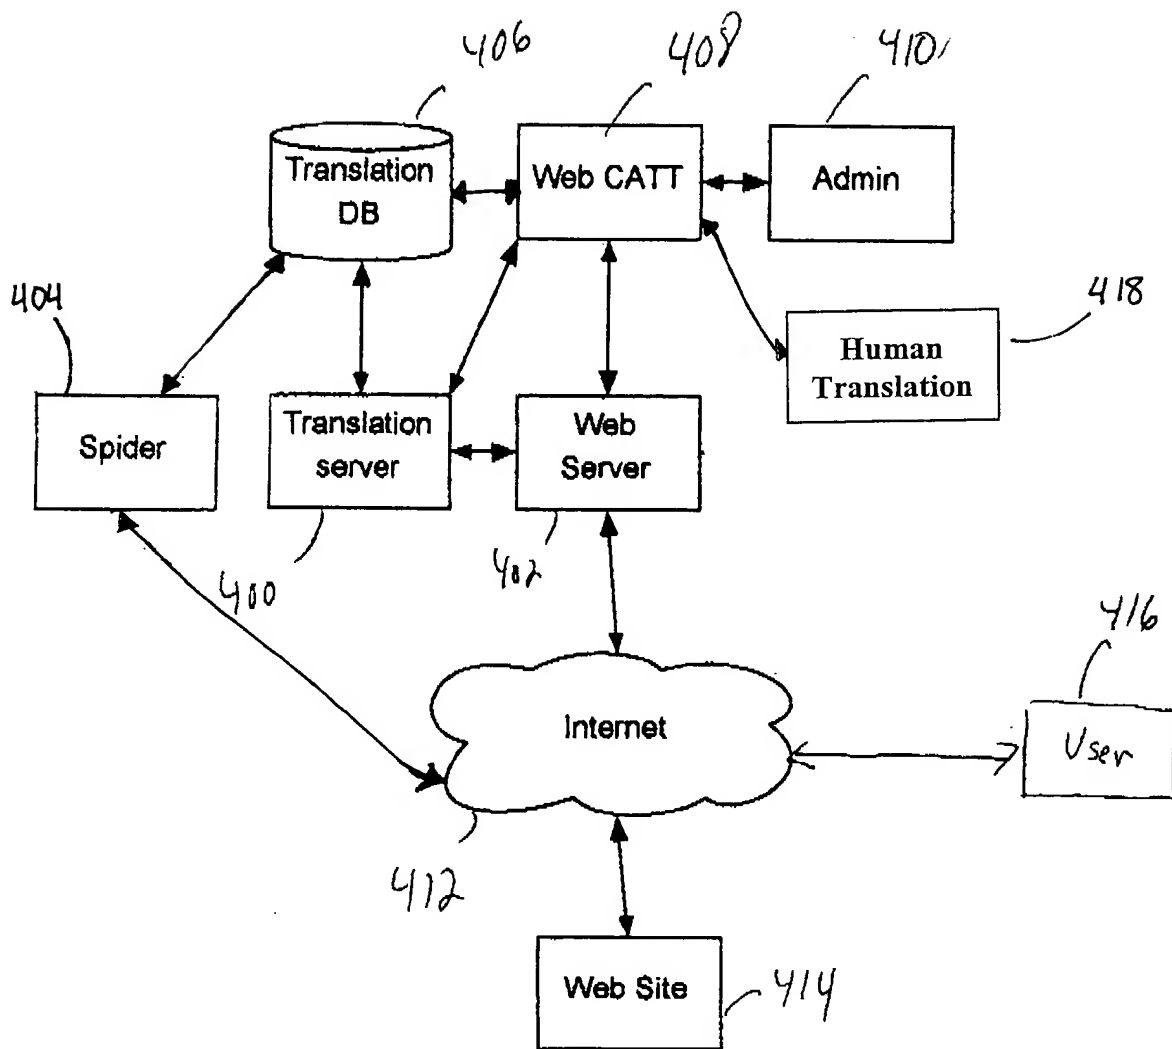 406
408
410
Translation
DB
Web CATT
Admin
404
418
Human
Translation
Spider
Translation
server
Web
Server
400
402
416
Internet
User
412
Web Site
414